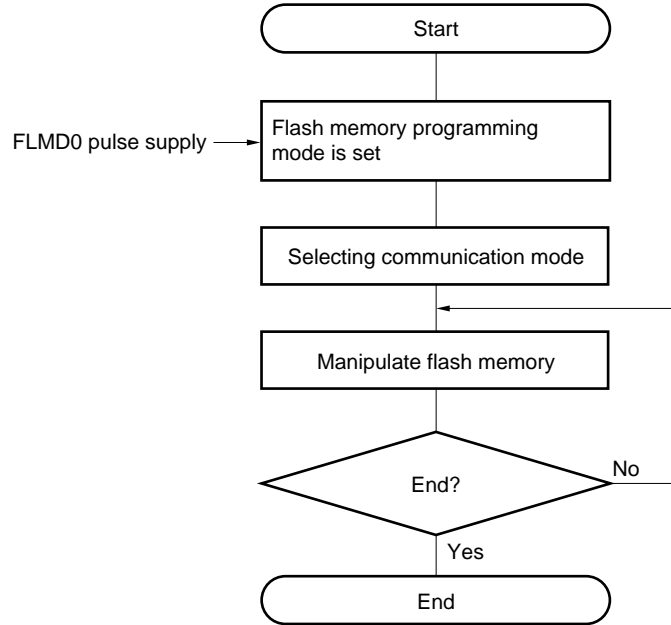 Start
FLMD0 pulse supply
Flash memory programming
mode is set
Selecting communication mode
Manipulate flash memory
End?
No
Yes
End